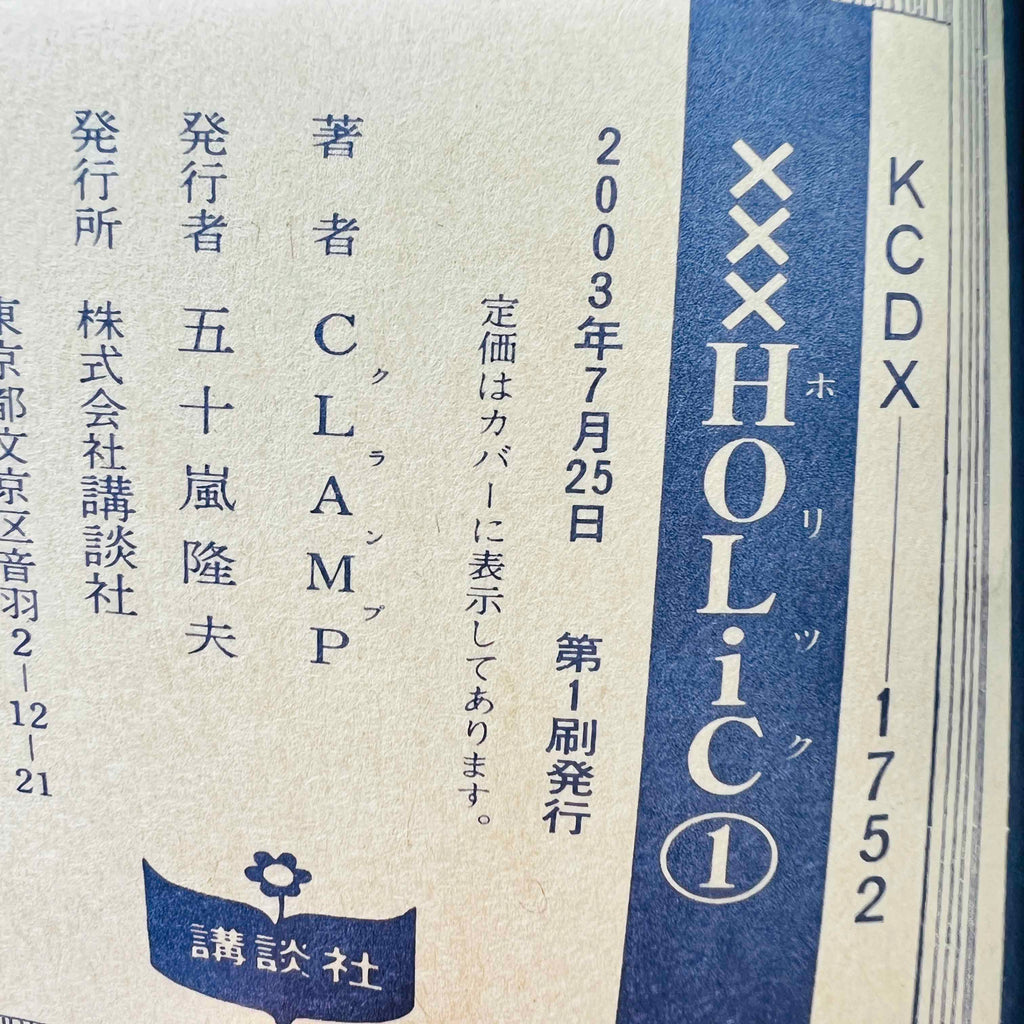 KCDX―1752
×××HOLiC①
ホリック
2003年7月25日 第1刷発行
定価はカバーに表示してあります。
著者 CLAMP
クランプ
発行者 五十嵐隆夫
発行所 株式会社講談社
東京都文京区音羽2―12―21
講談社